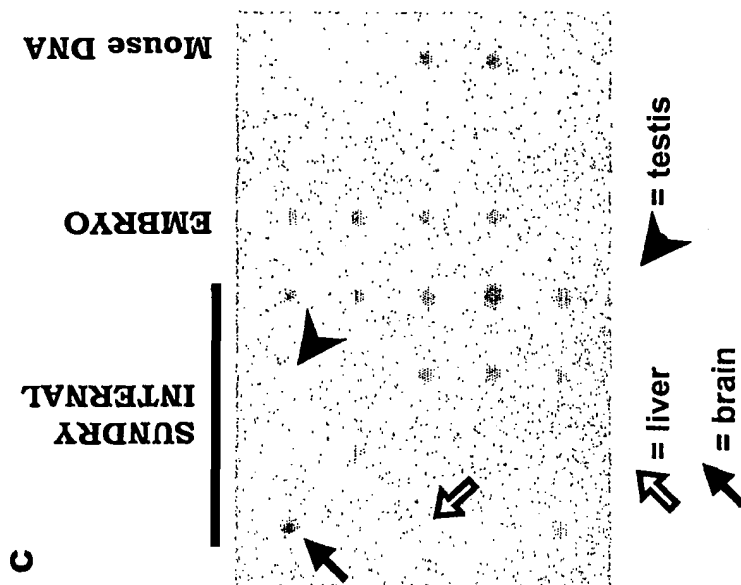 c
SUNDRY
INTERNAL
EMBRYO
Mouse DNA
= liver
= brain
= testis